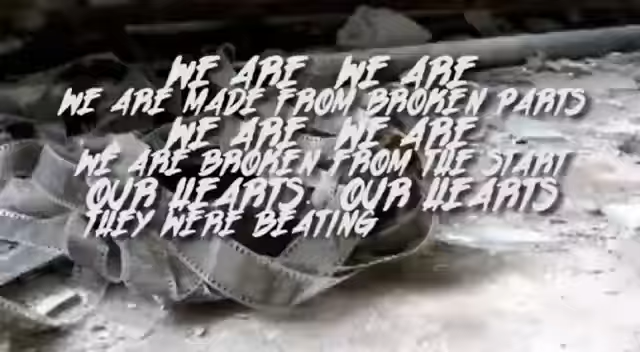 WE ARE WE ARE
WE ARE MADE FROM BROKEN PARTS
WE ARE WE ARE
WE ARE BROKEN FROM THE START
OUR HEARTS. OUR HEARTS
THEY WERE BEATING